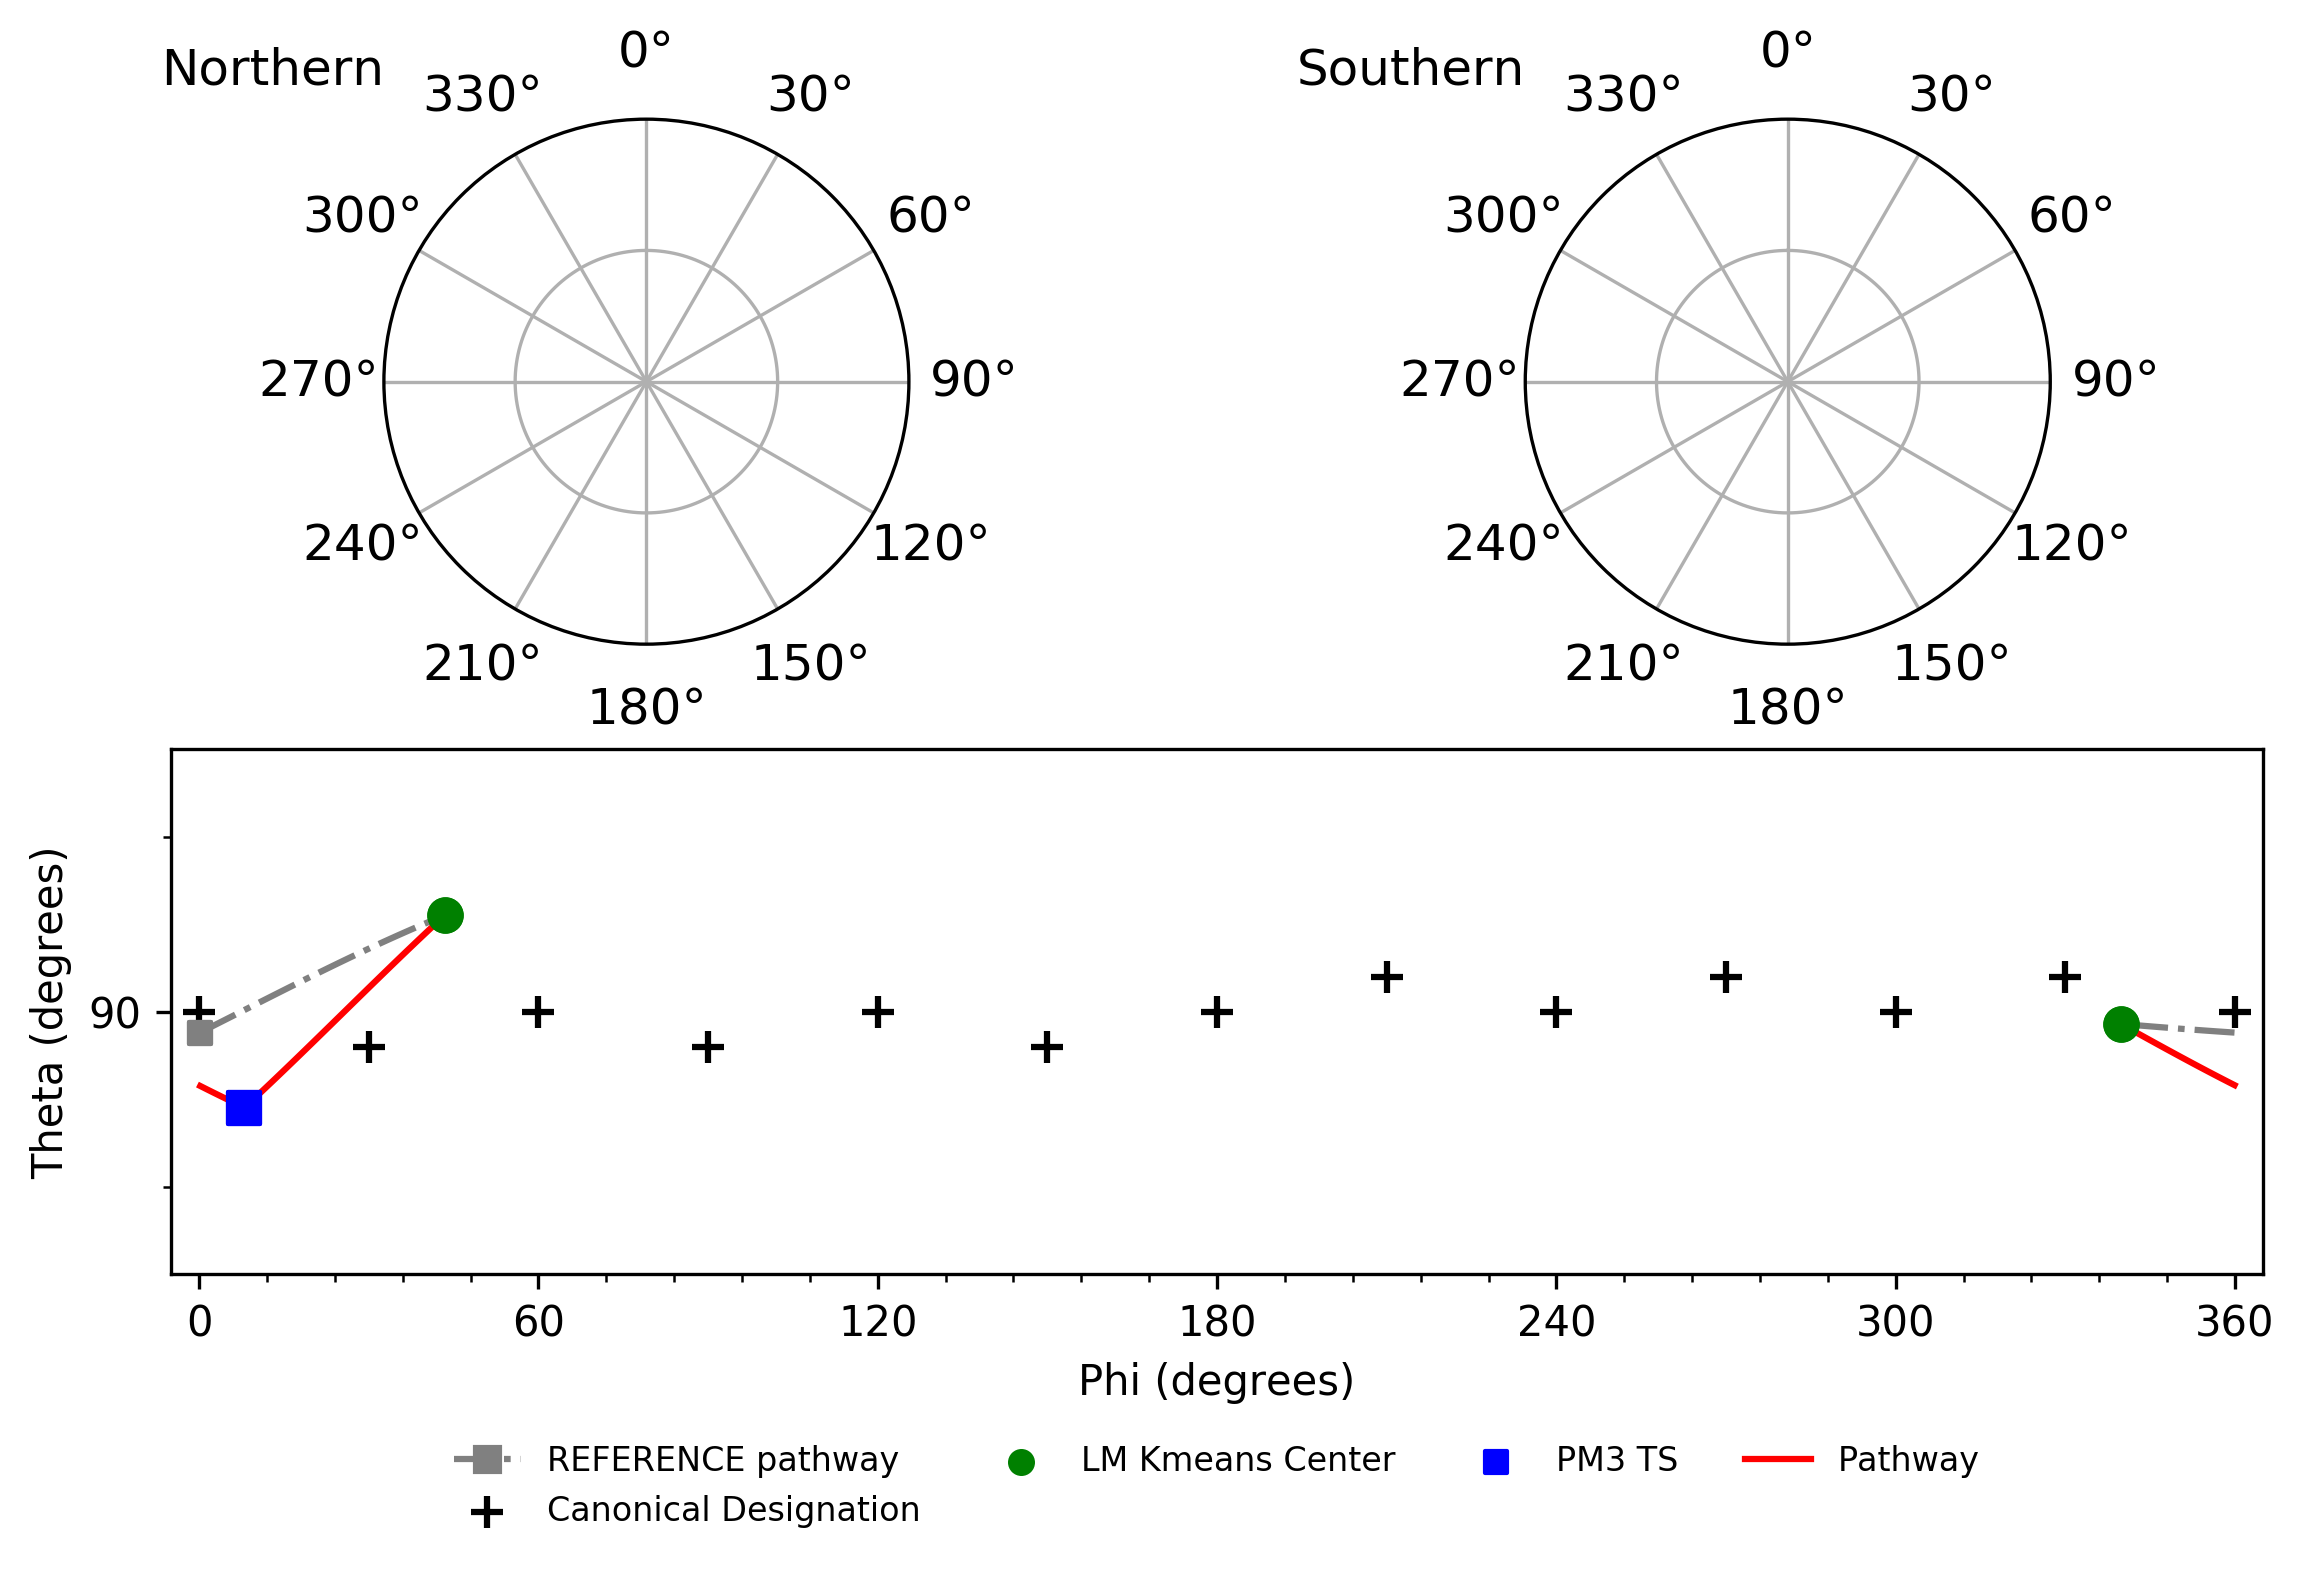 Northern
0°
330°
30°
300°
60°
270°
90°
240°
120°
210°
150°
180°
Southern
0°
330°
30°
300°
60°
270°
90°
240°
120°
210°
150°
180°
Theta (degrees)
90
0 60 120 180 240 300 360
Phi (degrees)
REFERENCE pathway
Canonical Designation
LM Kmeans Center
PM3 TS
Pathway